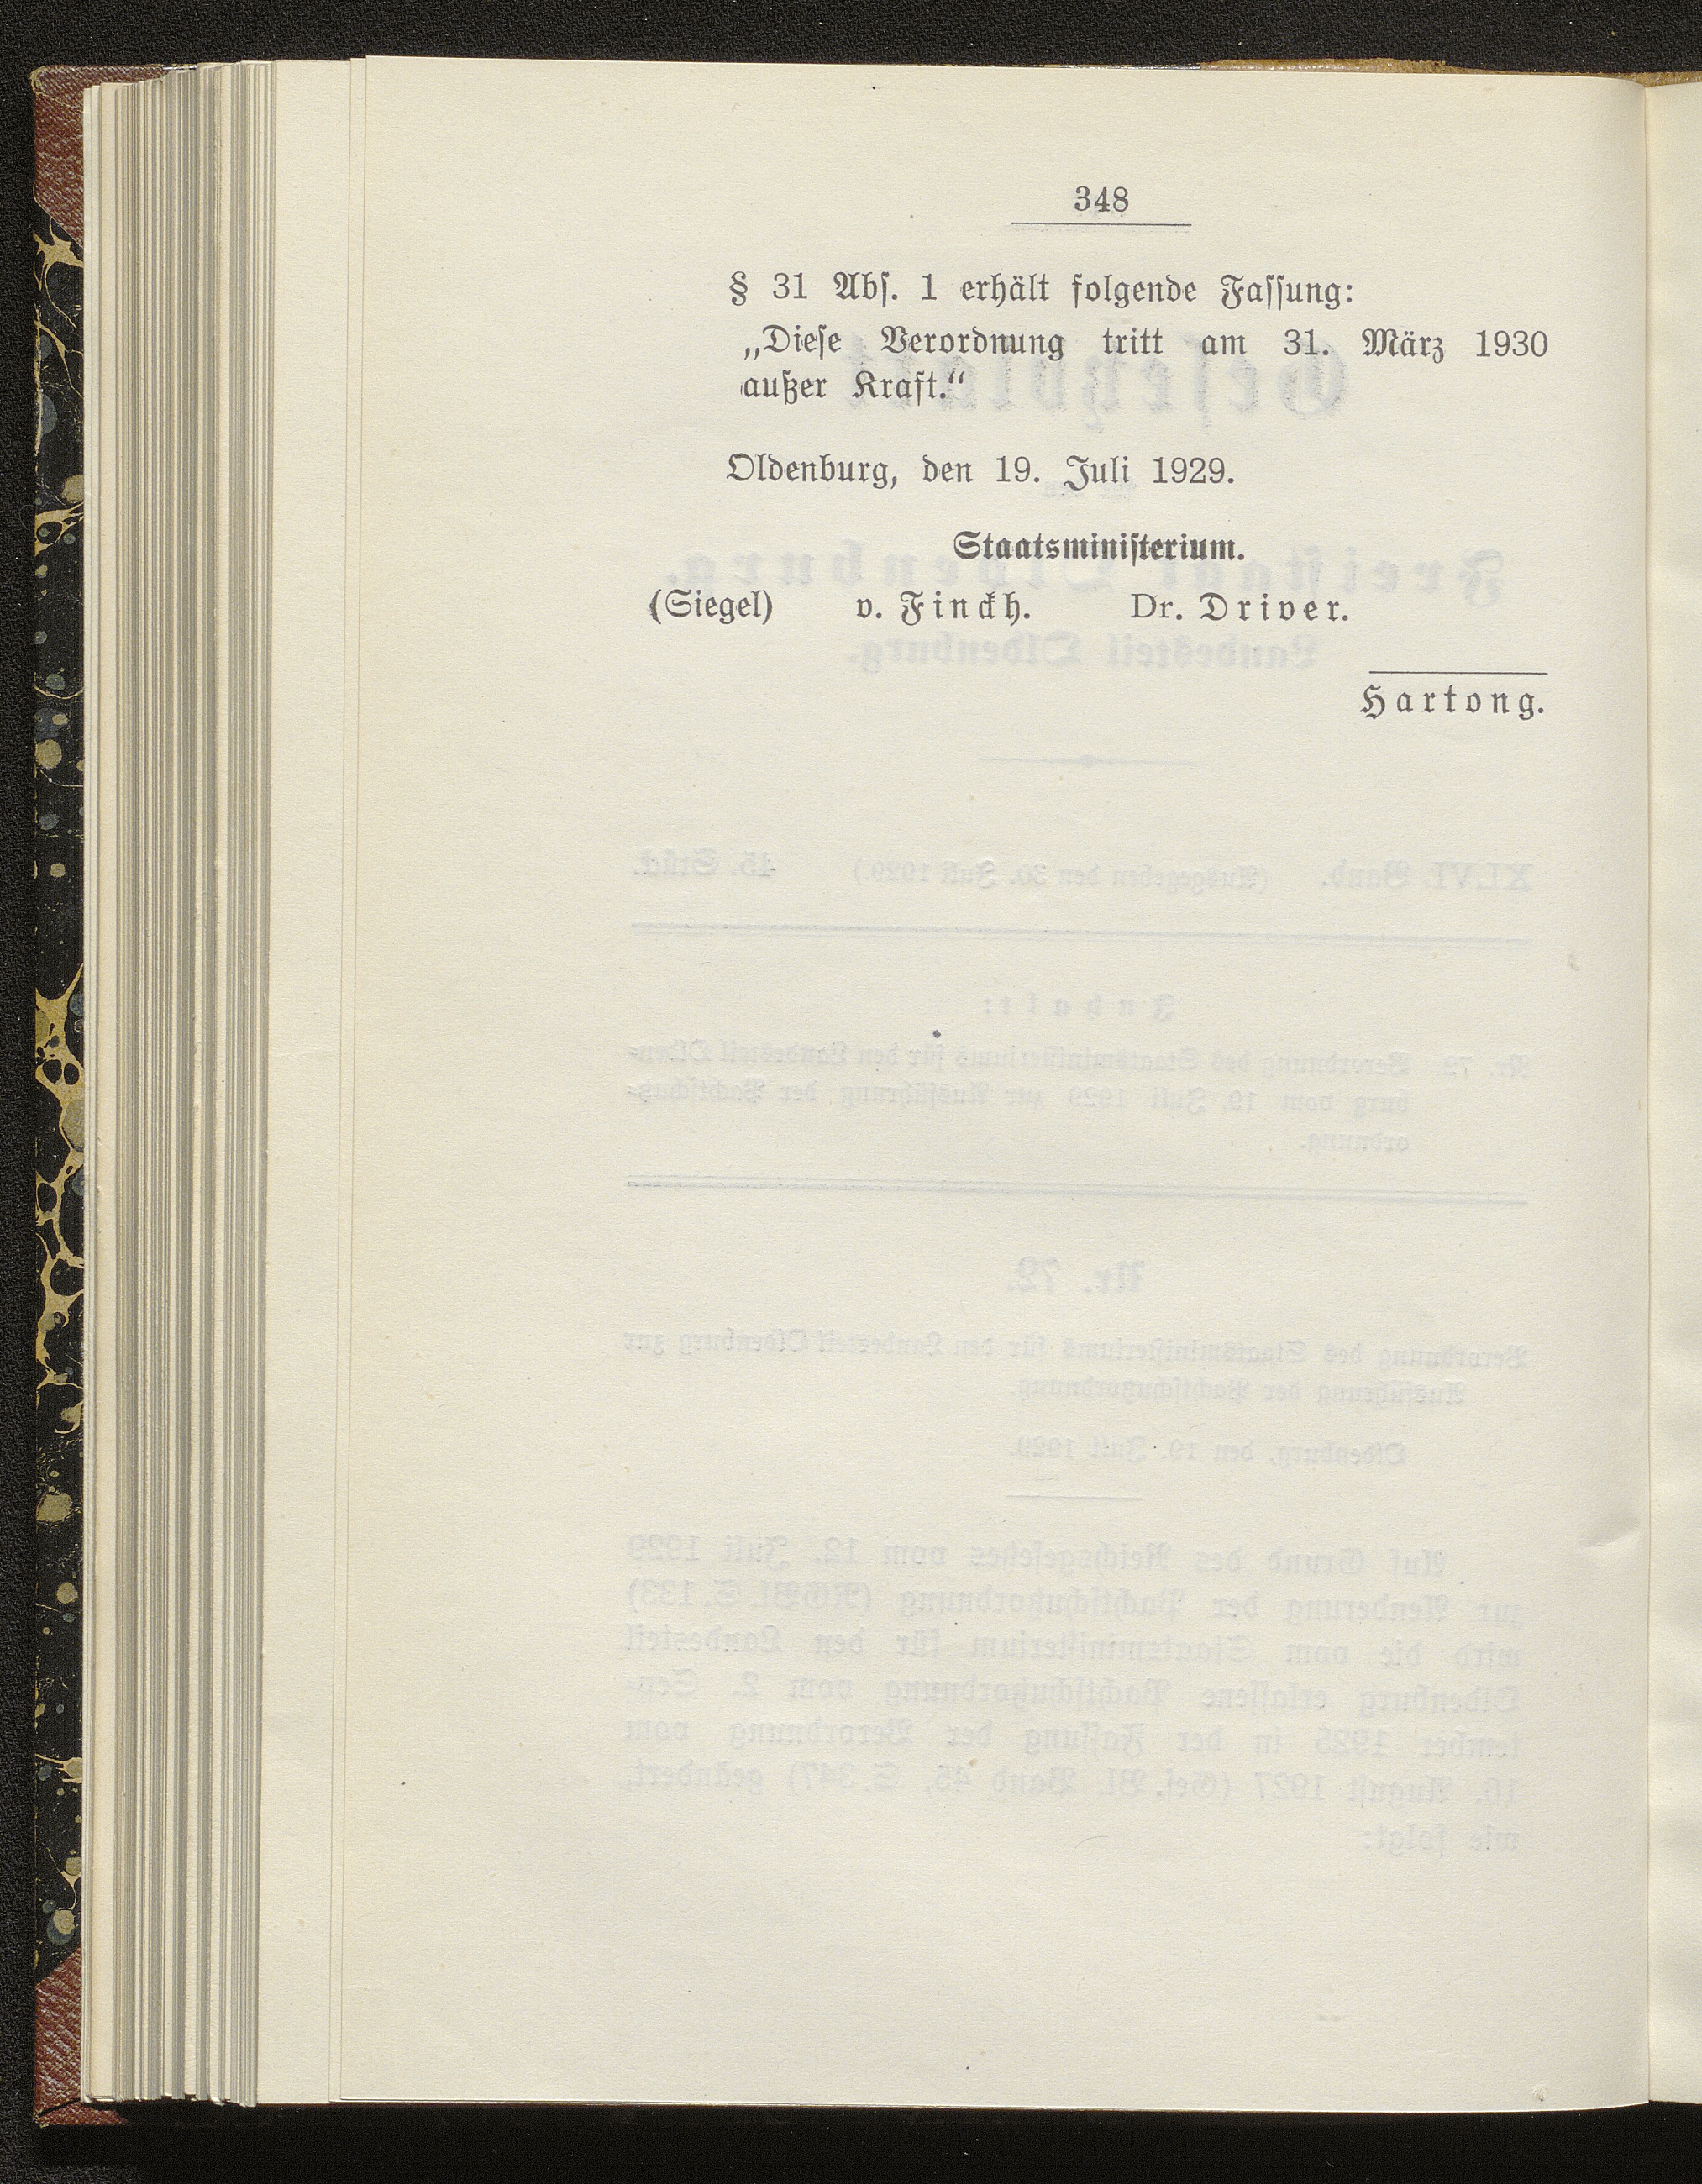 348
§ 31 Abs. 1 erhält folgende Fassung:
„Diese Verordnung tritt am 31. März 1930
außer Kraft.“
Oldenburg, den 19. Juli 1929.
Staatsministerium.
(Siegel) v. Finckh. Dr. Driver.
Hartong.